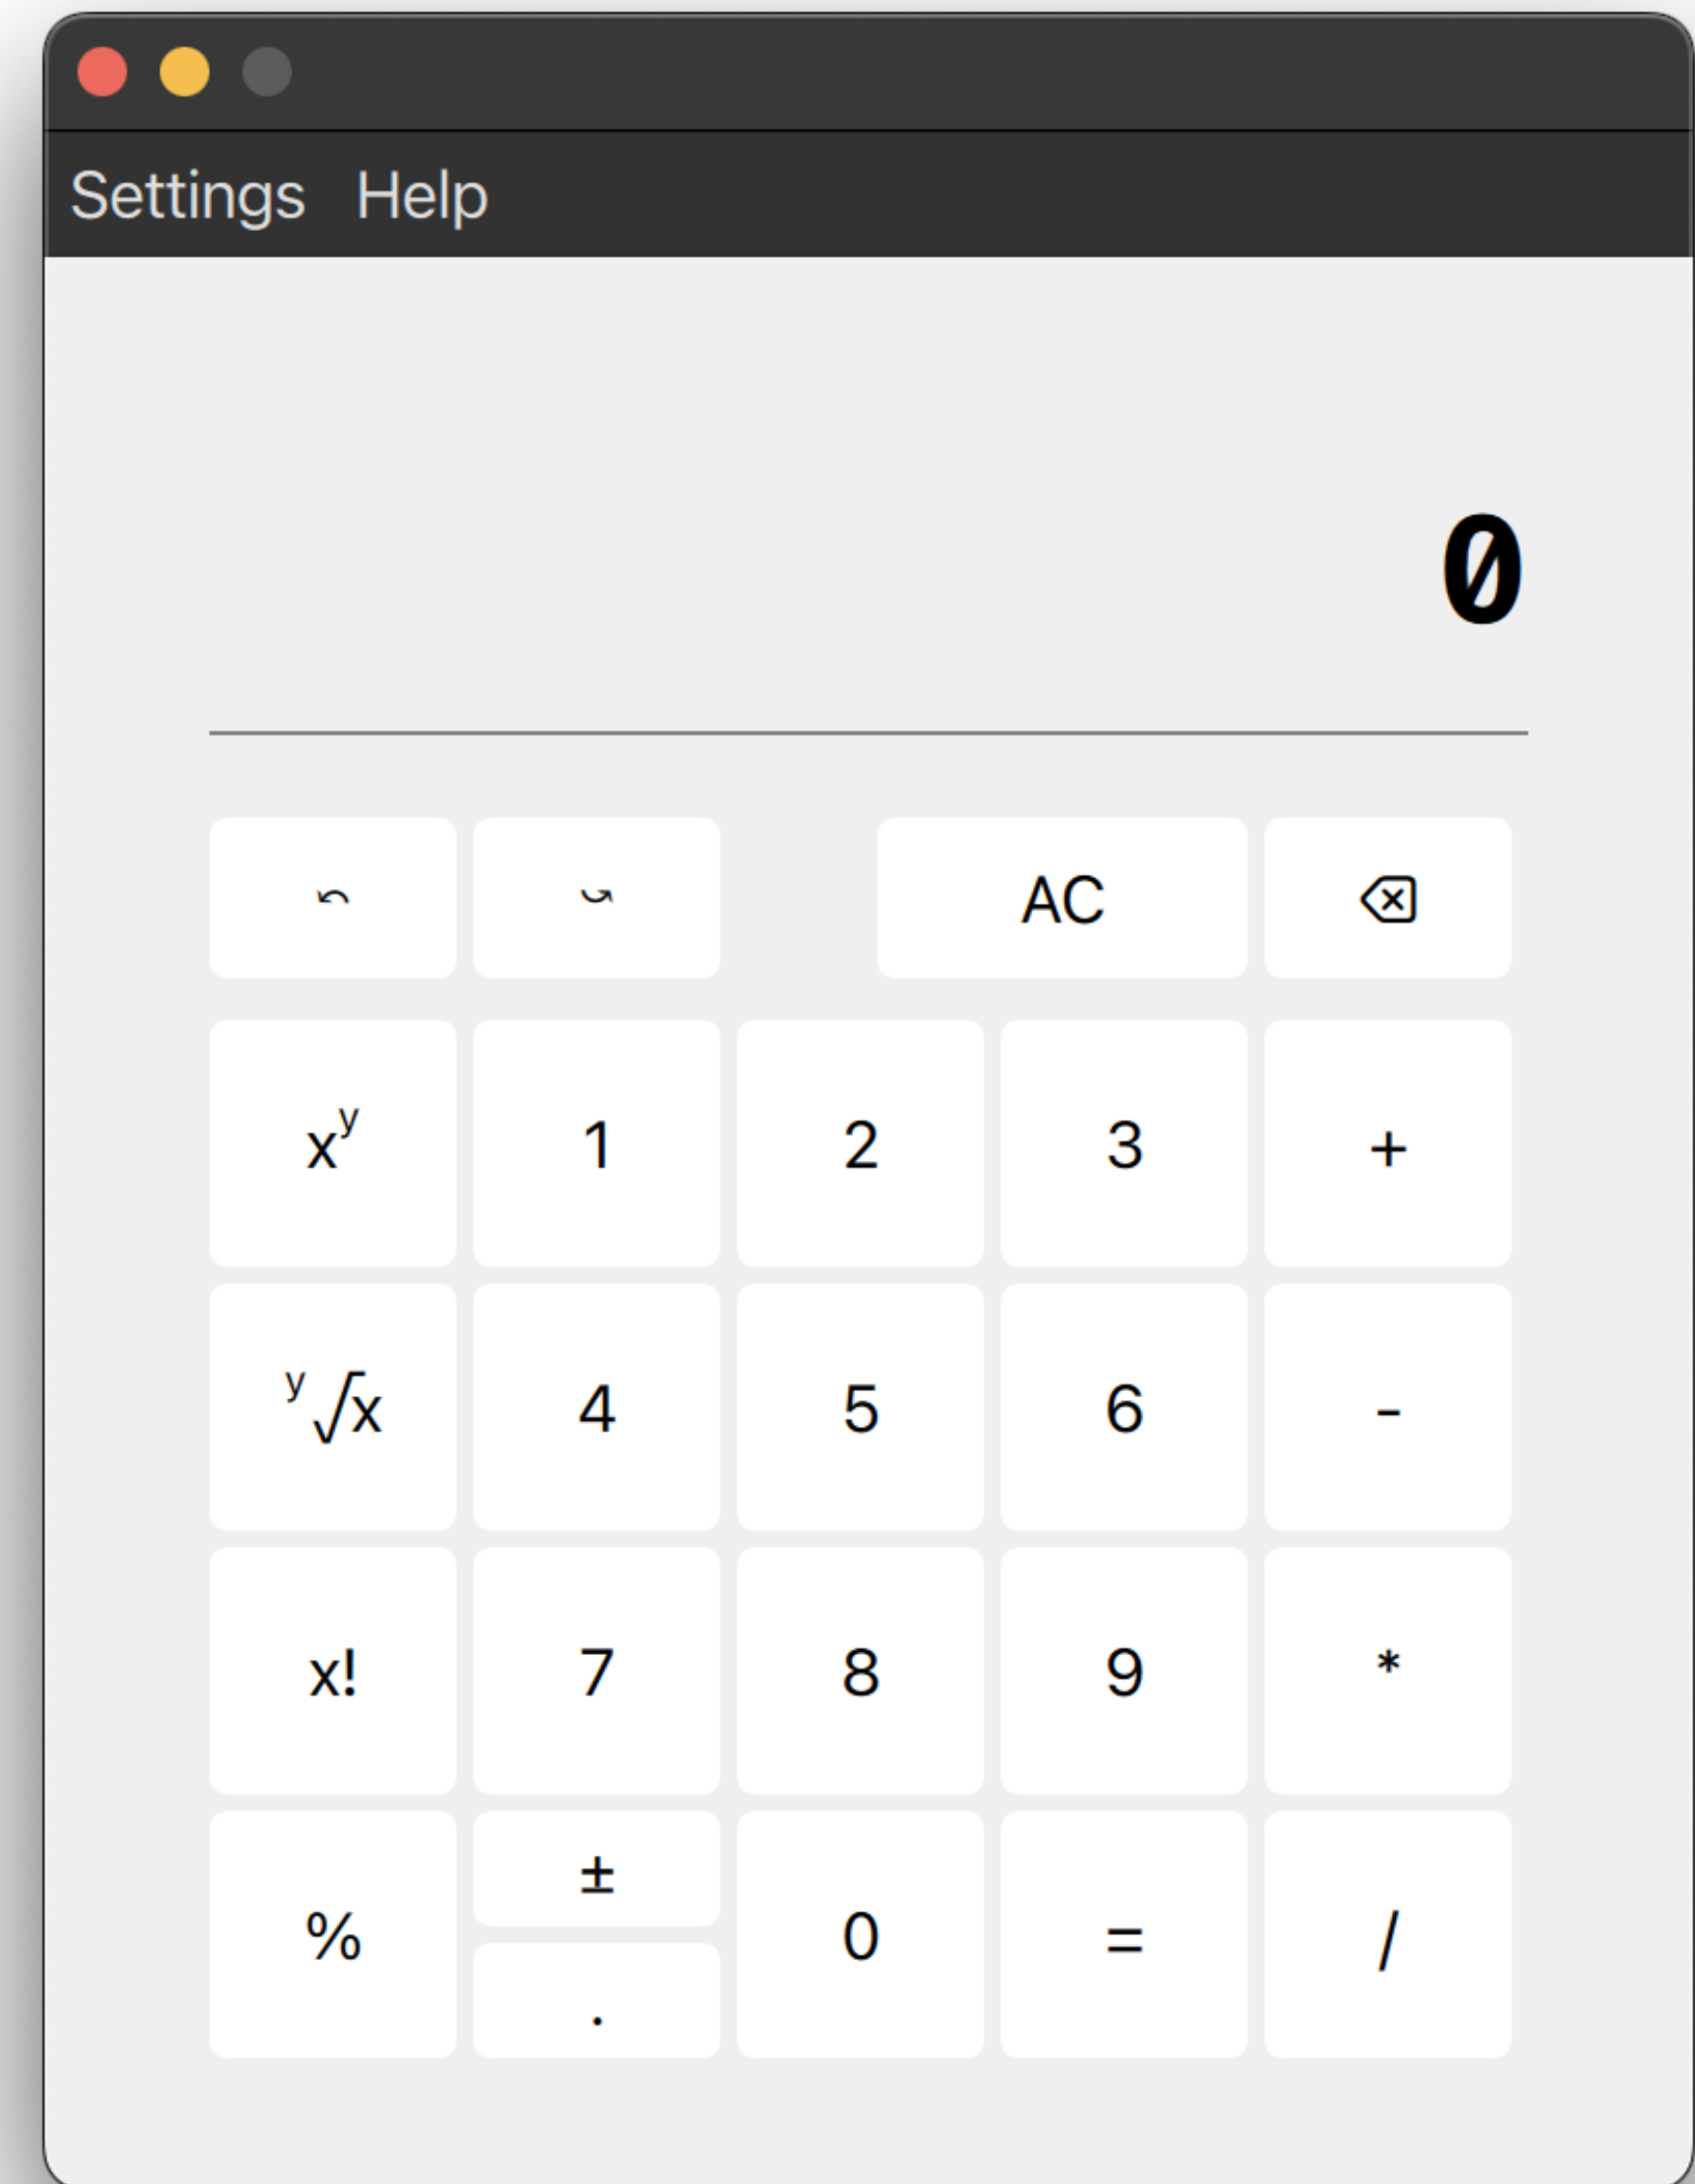 Settings Help
0
⤺ ⤿ AC ⌫
xʸ 1 2 3 +
ʸ√x 4 5 6 -
x! 7 8 9 *
% ± 0 = /
.